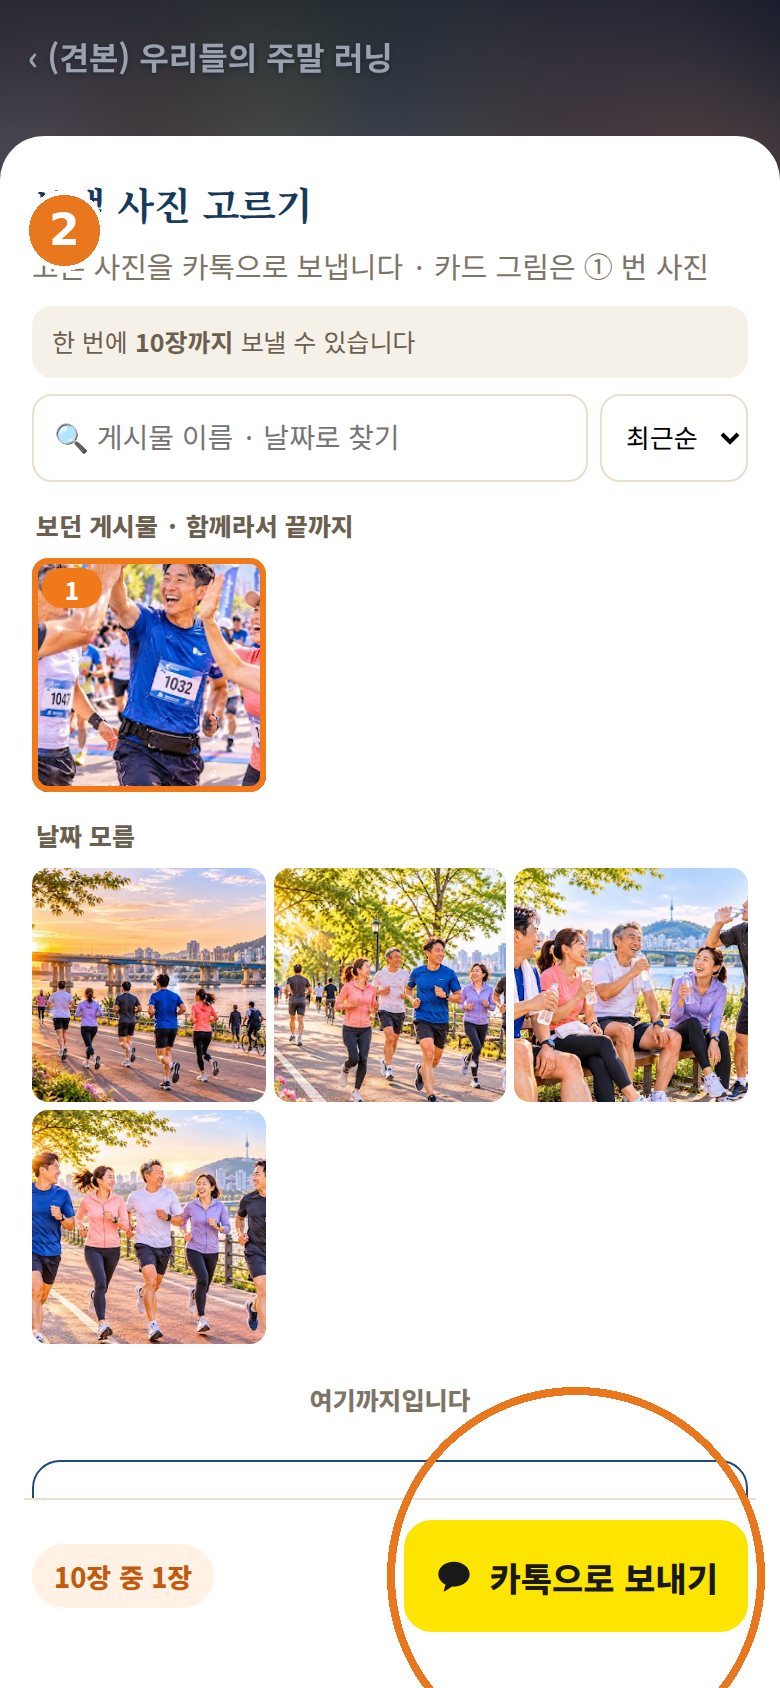 ‹ (견본) 우리들의 주말 러닝
2
사진 고르기
사진을 카톡으로 보냅니다 · 카드 그림은 ① 번 사진
한 번에 10장까지 보낼 수 있습니다
🔍 게시물 이름 · 날짜로 찾기
최근순
보던 게시물 · 함께라서 끝까지
1
1032
1047
날짜 모름
여기까지입니다
10장 중 1장
카톡으로 보내기